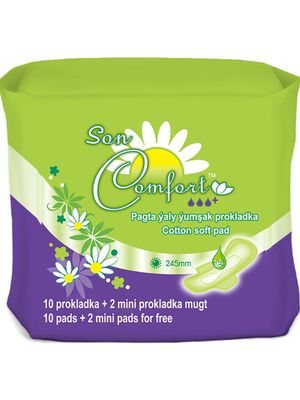 Son
Comfort™
Pagta ýaly ýumşak prokladka
Cotton soft pad
245mm
10 prokladka + 2 mini prokladka mugt
10 pads + 2 mini pads for free